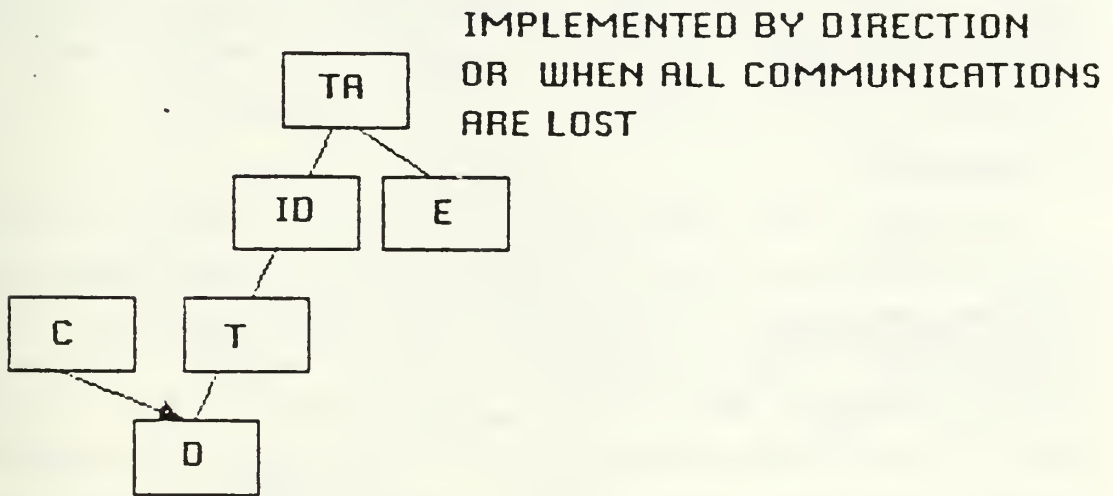 IMPLEMENTED BY DIRECTION
OR WHEN ALL COMMUNICATIONS
ARE LOST
TA
ID E
C T
D